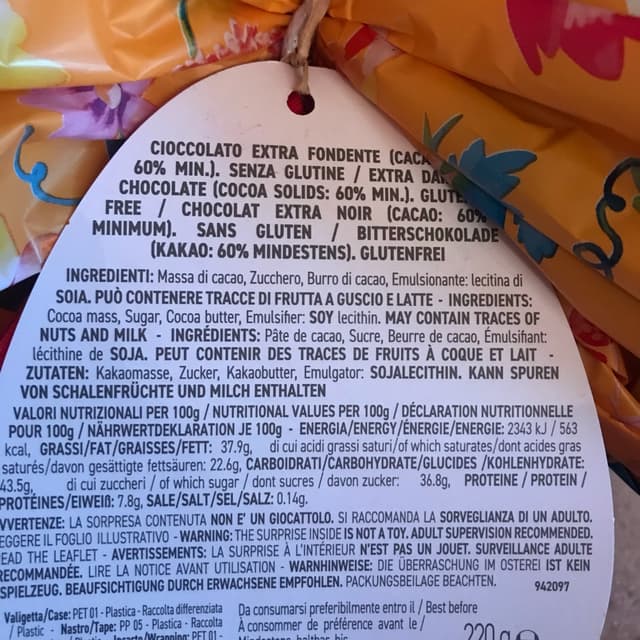 CIOCCOLATO EXTRA FONDENTE
60% MIN.). SENZA GLUTINE / EXTRA
CHOCOLATE (COCOA SOLIDS: 60% MIN.).
FREE / CHOCOLAT EXTRA NOIR (CACAO: 60%
MINIMUM). SANS GLUTEN / BITTERSCHOKOLADE
(KAKAO: 60% MINDESTENS). GLUTENFREI
INGREDIENTI: Massa di cacao, Zucchero, Burro di cacao, Emulsionante: lecitina di
SOIA. PUÒ CONTENERE TRACCE DI FRUTTA A GUSCIO E LATTE - INGREDIENTS:
Cocoa mass, Sugar, Cocoa butter, Emulsifier: SOY lecithin. MAY CONTAIN TRACES OF
NUTS AND MILK - INGRÉDIENTS: Pâte de cacao, Sucre, Beurre de cacao, Émulsifiant:
lécithine de SOJA. PEUT CONTENIR DES TRACES DE FRUITS À COQUE ET LAIT -
ZUTATEN: Kakaomasse, Zucker, Kakaobutter, Emulgator: SOJALECITHIN. KANN SPUREN
VON SCHALENFRÜCHTE UND MILCH ENTHALTEN
VALORI NUTRIZIONALI PER 100g / NUTRITIONAL VALUES PER 100g / DÉCLARATION NUTRITIONNELLE
POUR 100g / NÄHRWERTDEKLARATION JE 100g - ENERGIA/ENERGY/ÉNERGIE/ENERGIE: 2343 kJ / 563
kcal, GRASSI/FAT/GRAISSES/FETT: 37.9g, di cui acidi grassi saturi/of which saturates/dont acides gras
saturés/davon gesättigte fettsäuren: 22.6g, CARBOIDRATI/CARBOHYDRATE/GLUCIDES /KOHLENHYDRATE:
43.5g, di cui zuccheri / of which sugar / dont sucres / davon zucker: 36.8g, PROTEINE / PROTEIN /
PROTÉINES/EIWEIß: 7.8g, SALE/SALT/SEL/SALZ: 0.14g.
VVERTENZE: LA SORPRESA CONTENUTA NON E' UN GIOCATTOLO. SI RACCOMANDA LA SORVEGLIANZA DI UN ADULTO.
EGGERE IL FOGLIO ILLUSTRATIVO - WARNING: THE SURPRISE INSIDE IS NOT A TOY. ADULT SUPERVISION RECOMMENDED.
EAD THE LEAFLET - AVERTISSEMENTS: LA SURPRISE À L'INTÉRIEUR N'EST PAS UN JOUET. SURVEILLANCE ADULTE
RECOMMANDÉE. LIRE LA NOTICE AVANT UTILISATION - WARNHINWEISE: DIE ÜBERRASCHUNG IM OSTEREI IST KEIN
SPIELZEUG. BEAUFSICHTIGUNG DURCH ERWACHSENE EMPFOHLEN. PACKUNGSBEILAGE BEACHTEN. 942097
Valigetta/Case: PET 01 - Plastica - Raccolta differenziata
/ Plastic - Nastro/Tape: PP 05 - Plastica - Raccolta
Da consumarsi preferibilmente entro il / Best before
À consommer de préférence avant le /
220g e